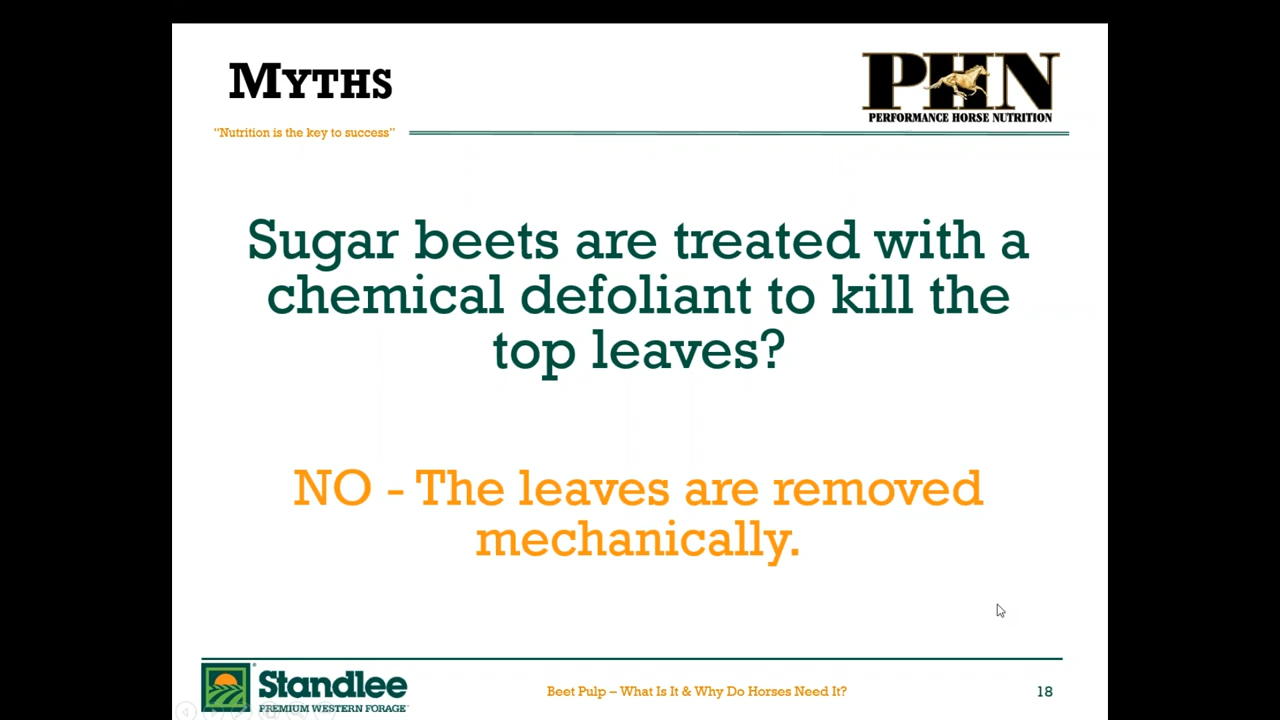 MYTHS
PHN
PERFORMANCE HORSE NUTRITION
"Nutrition is the key to success"
Sugar beets are treated with a
chemical defoliant to kill the
top leaves?
NO - The leaves are removed
mechanically.
Standlee
PREMIUM WESTERN FORAGE
Beet Pulp – What Is It & Why Do Horses Need It?
18